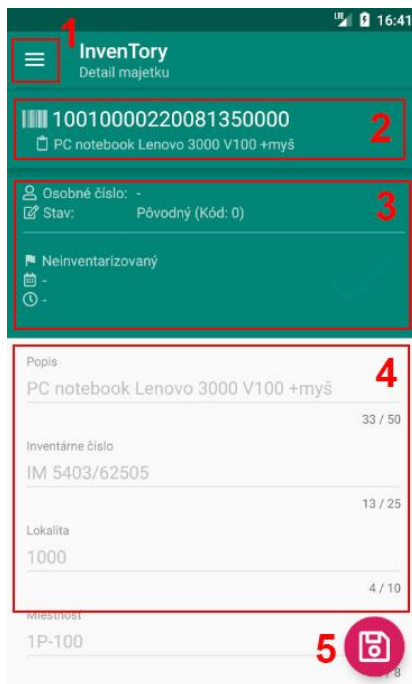 LTE 16:41
1
InvenTory
Detail majetku
10010000220081350000
2
PC notebook Lenovo 3000 V100 +myš
Osobné číslo: -
3
Stav: Pôvodný (Kód: 0)
Neinventarizovaný
-
-
Popis
4
PC notebook Lenovo 3000 V100 +myš
33 / 50
Inventárne číslo
IM 5403/62505
13 / 25
Lokalita
1000
4 / 10
Miestnosť
1P-100
5
/ 8